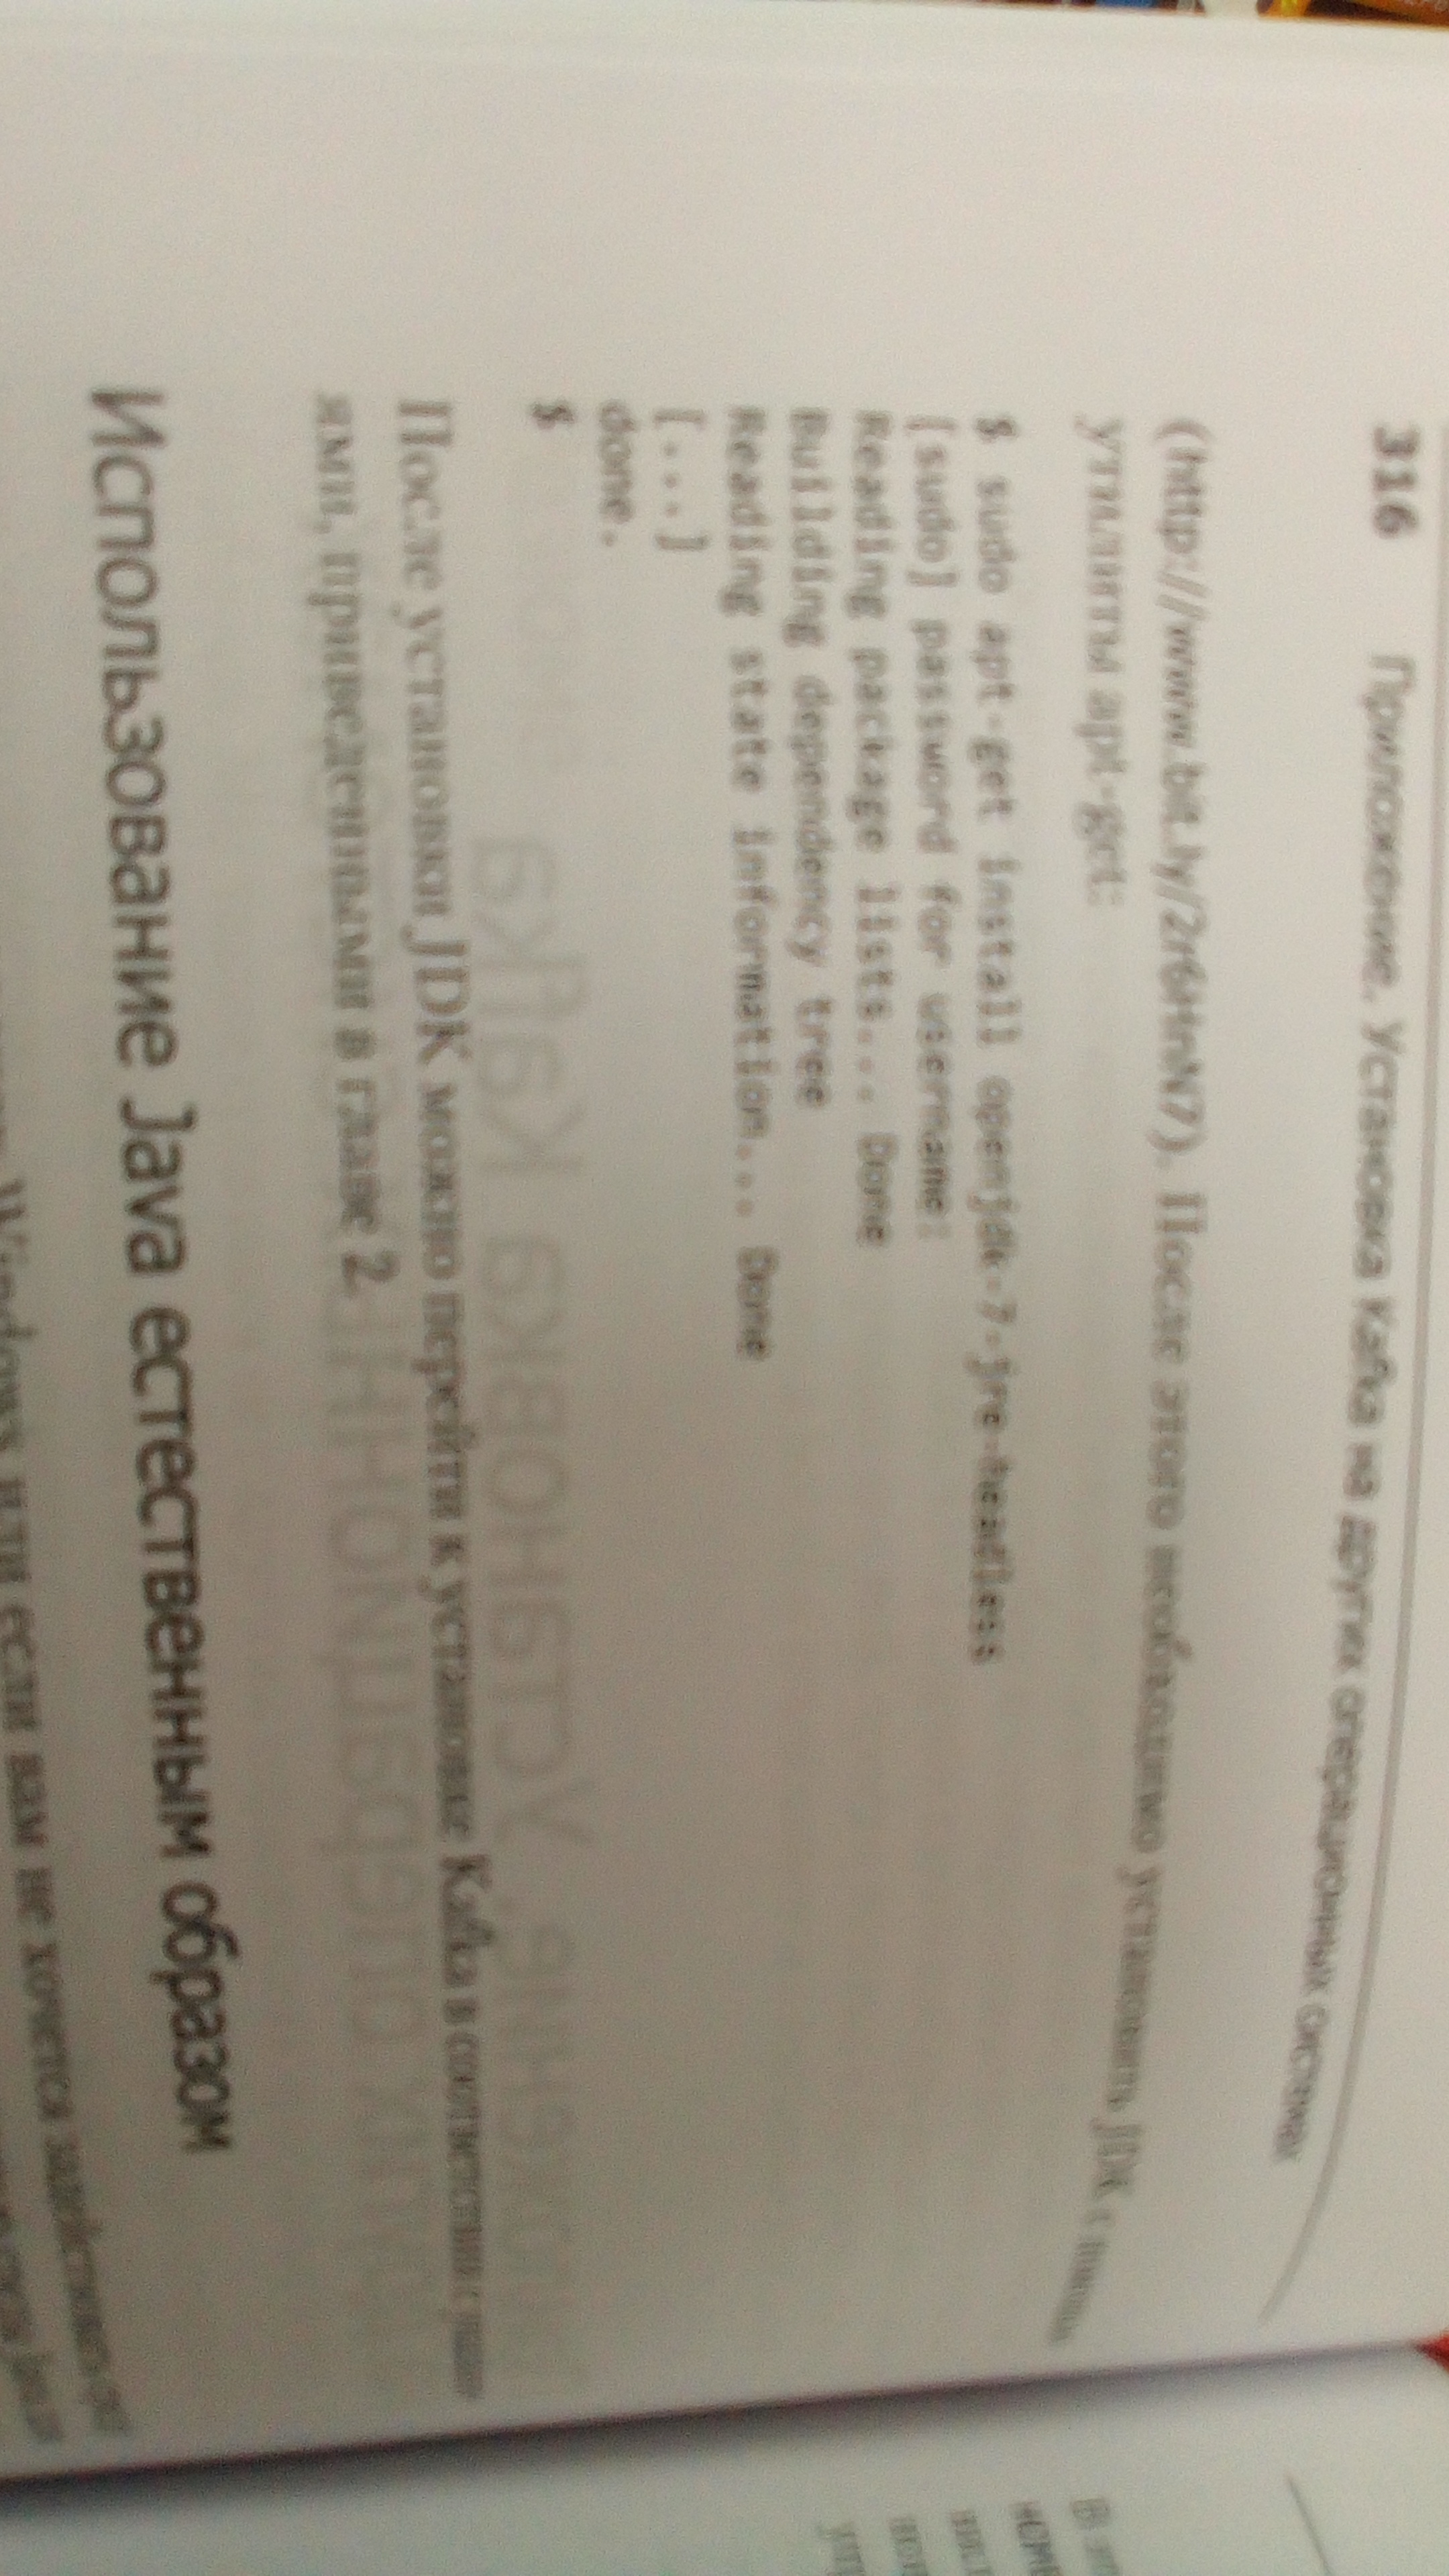 316 Приложение. Установка Kafka на других операционных системах
(http://www.bit.ly/2r6HnN7). После этого необходимо установить JDK с помощью
утилиты apt-get:
$ sudo apt-get install openjdk-7-jre-headless
[sudo] password for username:
Reading package lists... Done
Building dependency tree
Reading state information... Done
[...]
done.
$
После установки JDK можно перейти к установке Kafka в соответствии с
ями, приведенными в главе 2.
Использование Java естественным образом
Windows или если вам не хочется задействовать